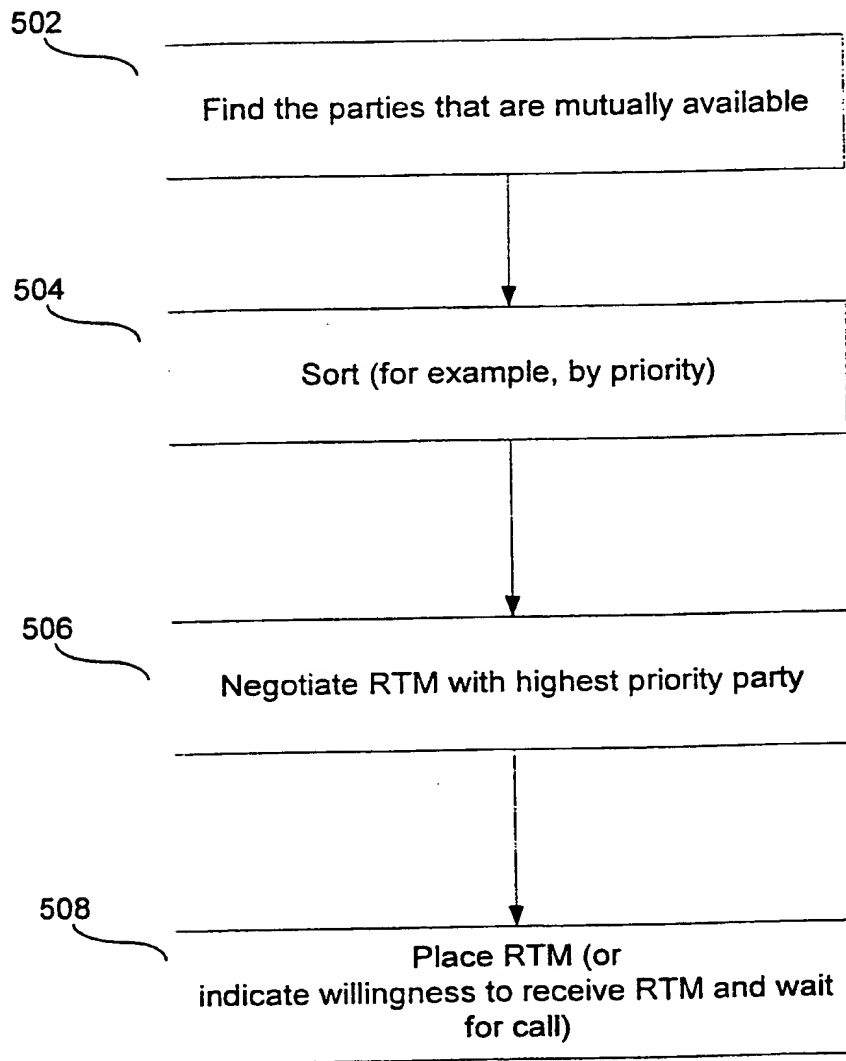 502
Find the parties that are mutually available
504
Sort (for example, by priority)
506
Negotiate RTM with highest priority party
508
Place RTM (or
indicate willingness to receive RTM and wait
for call)